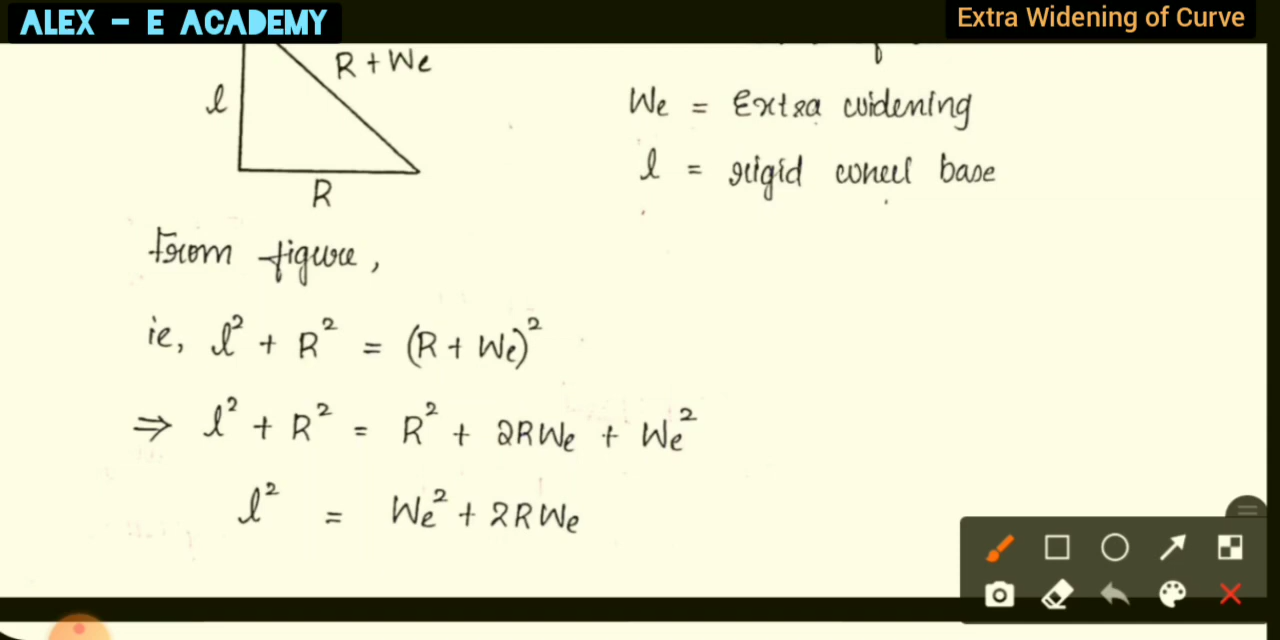 ALEX - E ACADEMY
Extra Widening of Curve
R + We
l
R
We = Extra widening
l = rigid wheel base
From figure,
ie, l² + R² = (R + We)²
⇒ l² + R² = R² + 2RWe + We²
l² = We² + 2RWe